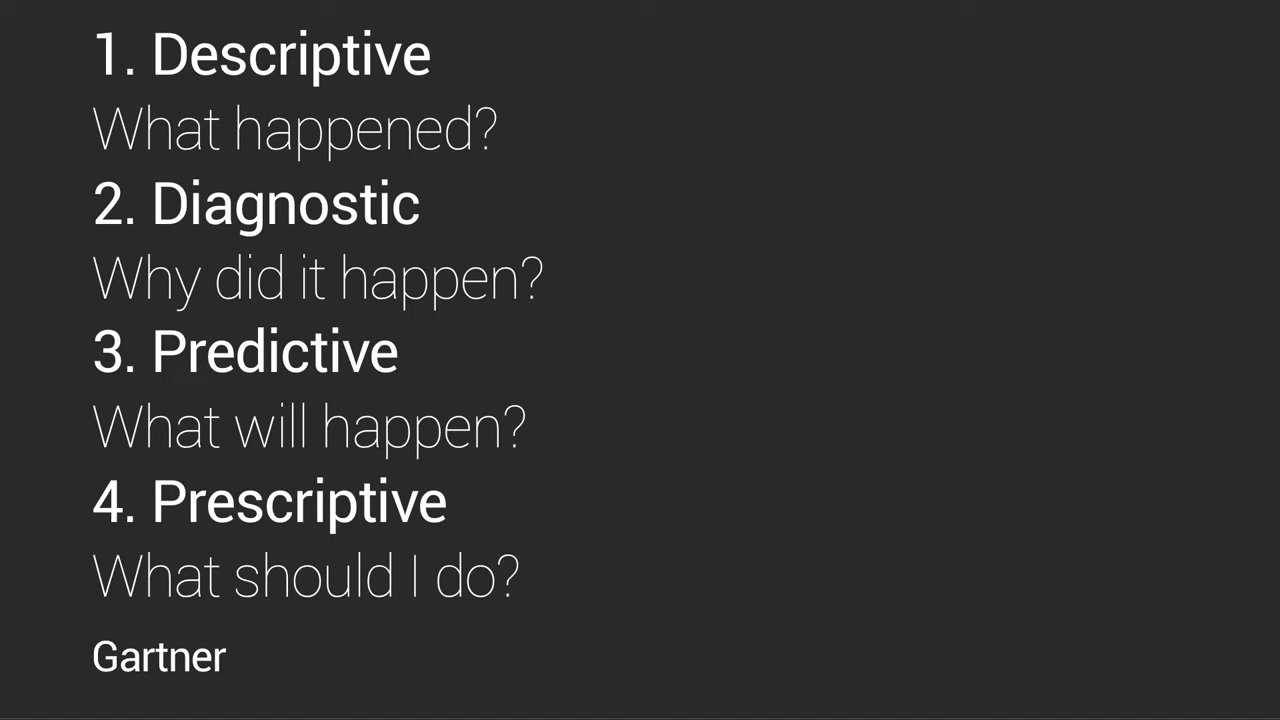 1. Descriptive
What happened?
2. Diagnostic
Why did it happen?
3. Predictive
What will happen?
4. Prescriptive
What should I do?
Gartner